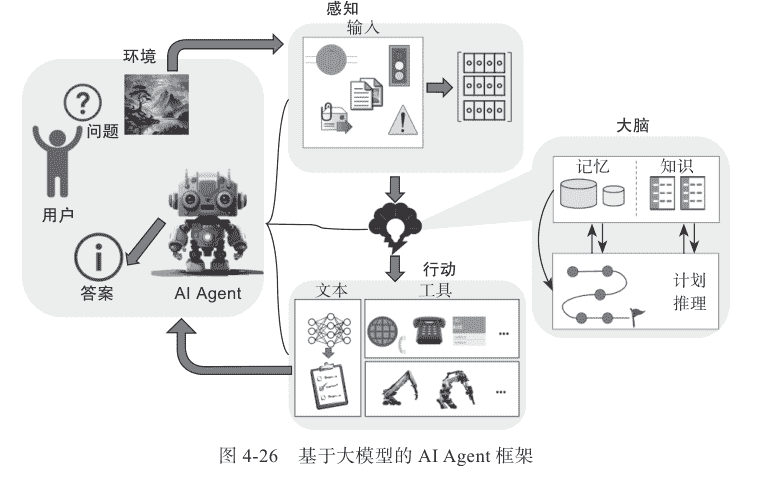 感知
输入
环境
?
问题
用户
i
答案
AI Agent
大脑
记忆
知识
计划
推理
行动
文本
工具
...
...
图 4-26 基于大模型的 AI Agent 框架